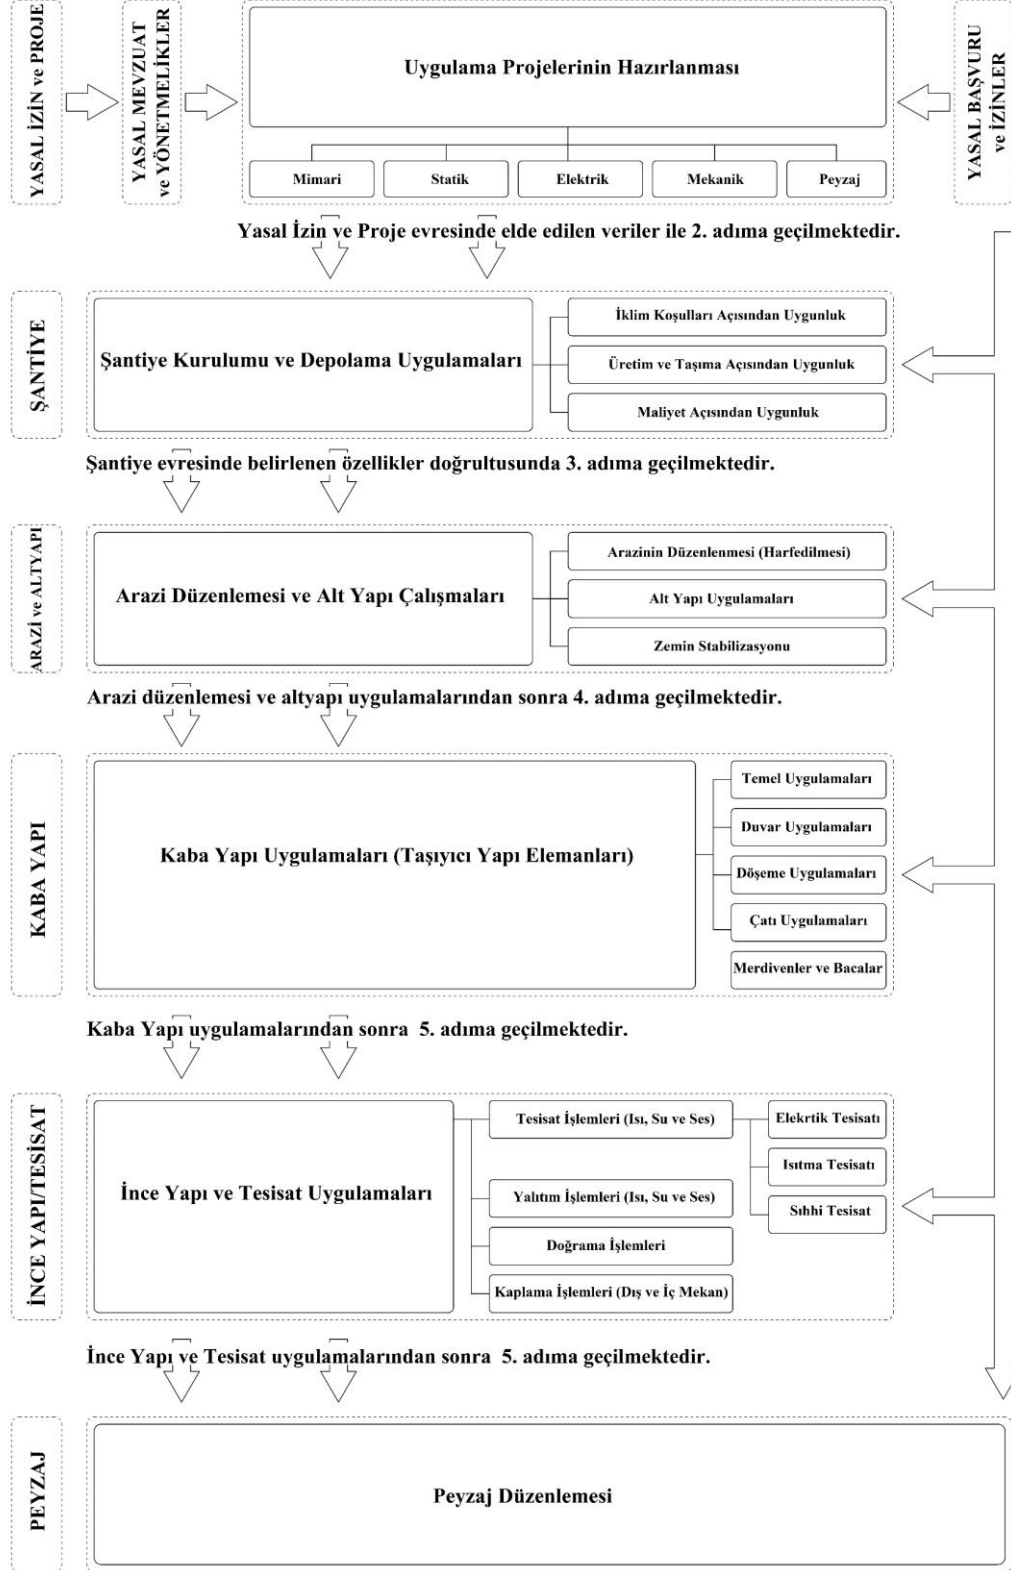 YASAL İZİN ve PROJE
YASAL MEVZUAT
ve YÖNETMELİKLER
Uygulama Projelerinin Hazırlanması
Mimari
Statik
Elektrik
Mekanik
Peyzaj
YASAL BAŞVURU
ve İZİNLER
Yasal İzin ve Proje evresinde elde edilen veriler ile 2. adıma geçilmektedir.
ŞANTİYE
Şantiye Kurulumu ve Depolama Uygulamaları
İklim Koşulları Açısından Uygunluk
Üretim ve Taşıma Açısından Uygunluk
Maliyet Açısından Uygunluk
Şantiye evresinde belirlenen özellikler doğrultusunda 3. adıma geçilmektedir.
ARAZİ ve ALTYAPI
Arazi Düzenlemesi ve Alt Yapı Çalışmaları
Arazinin Düzenlenmesi (Harfedilmesi)
Alt Yapı Uygulamaları
Zemin Stabilizasyonu
Arazi düzenlemesi ve altyapı uygulamalarından sonra 4. adıma geçilmektedir.
KABA YAPI
Kaba Yapı Uygulamaları (Taşıyıcı Yapı Elemanları)
Temel Uygulamaları
Duvar Uygulamaları
Döşeme Uygulamaları
Çatı Uygulamaları
Merdivenler ve Bacalar
Kaba Yapı uygulamalarından sonra 5. adıma geçilmektedir.
İNCE YAPI/TESİSAT
İnce Yapı ve Tesisat Uygulamaları
Tesisat İşlemleri (Isı, Su ve Ses)
Yalıtım İşlemleri (Isı, Su ve Ses)
Doğrama İşlemleri
Kaplama İşlemleri (Dış ve İç Mekan)
Elekrtik Tesisatı
Isıtma Tesisatı
Sıhhi Tesisat
İnce Yapı ve Tesisat uygulamalarından sonra 5. adıma geçilmektedir.
PEYZAJ
Peyzaj Düzenlemesi